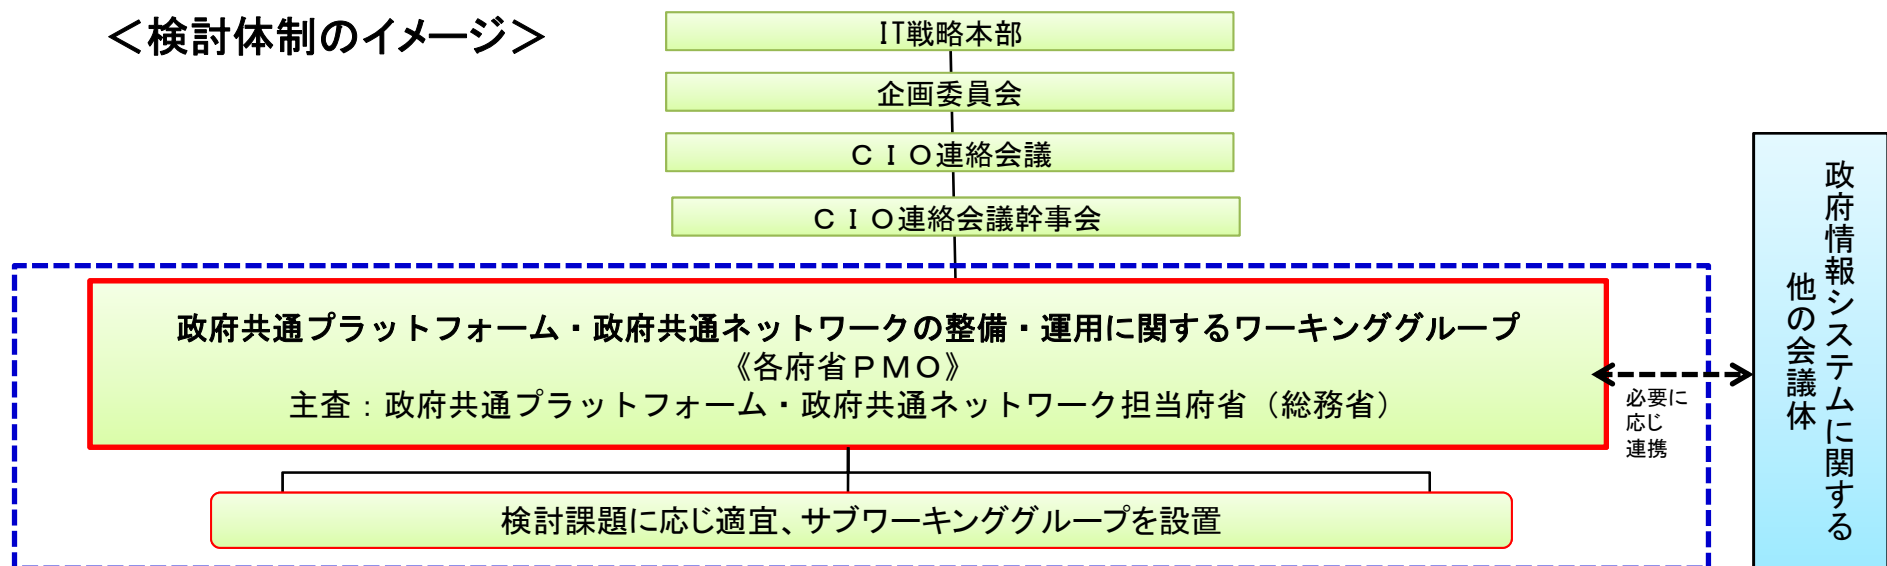 ＜検討体制のイメージ＞
IT戦略本部
企画委員会
ＣＩＯ連絡会議
ＣＩＯ連絡会議幹事会
政府共通プラットフォーム・政府共通ネットワークの整備・運用に関するワーキンググループ
《各府省ＰＭＯ》
主査：政府共通プラットフォーム・政府共通ネットワーク担当府省（総務省）
必要に
応じ
連携
検討課題に応じ適宜、サブワーキンググループを設置
政府情報システムに関する
他の会議体